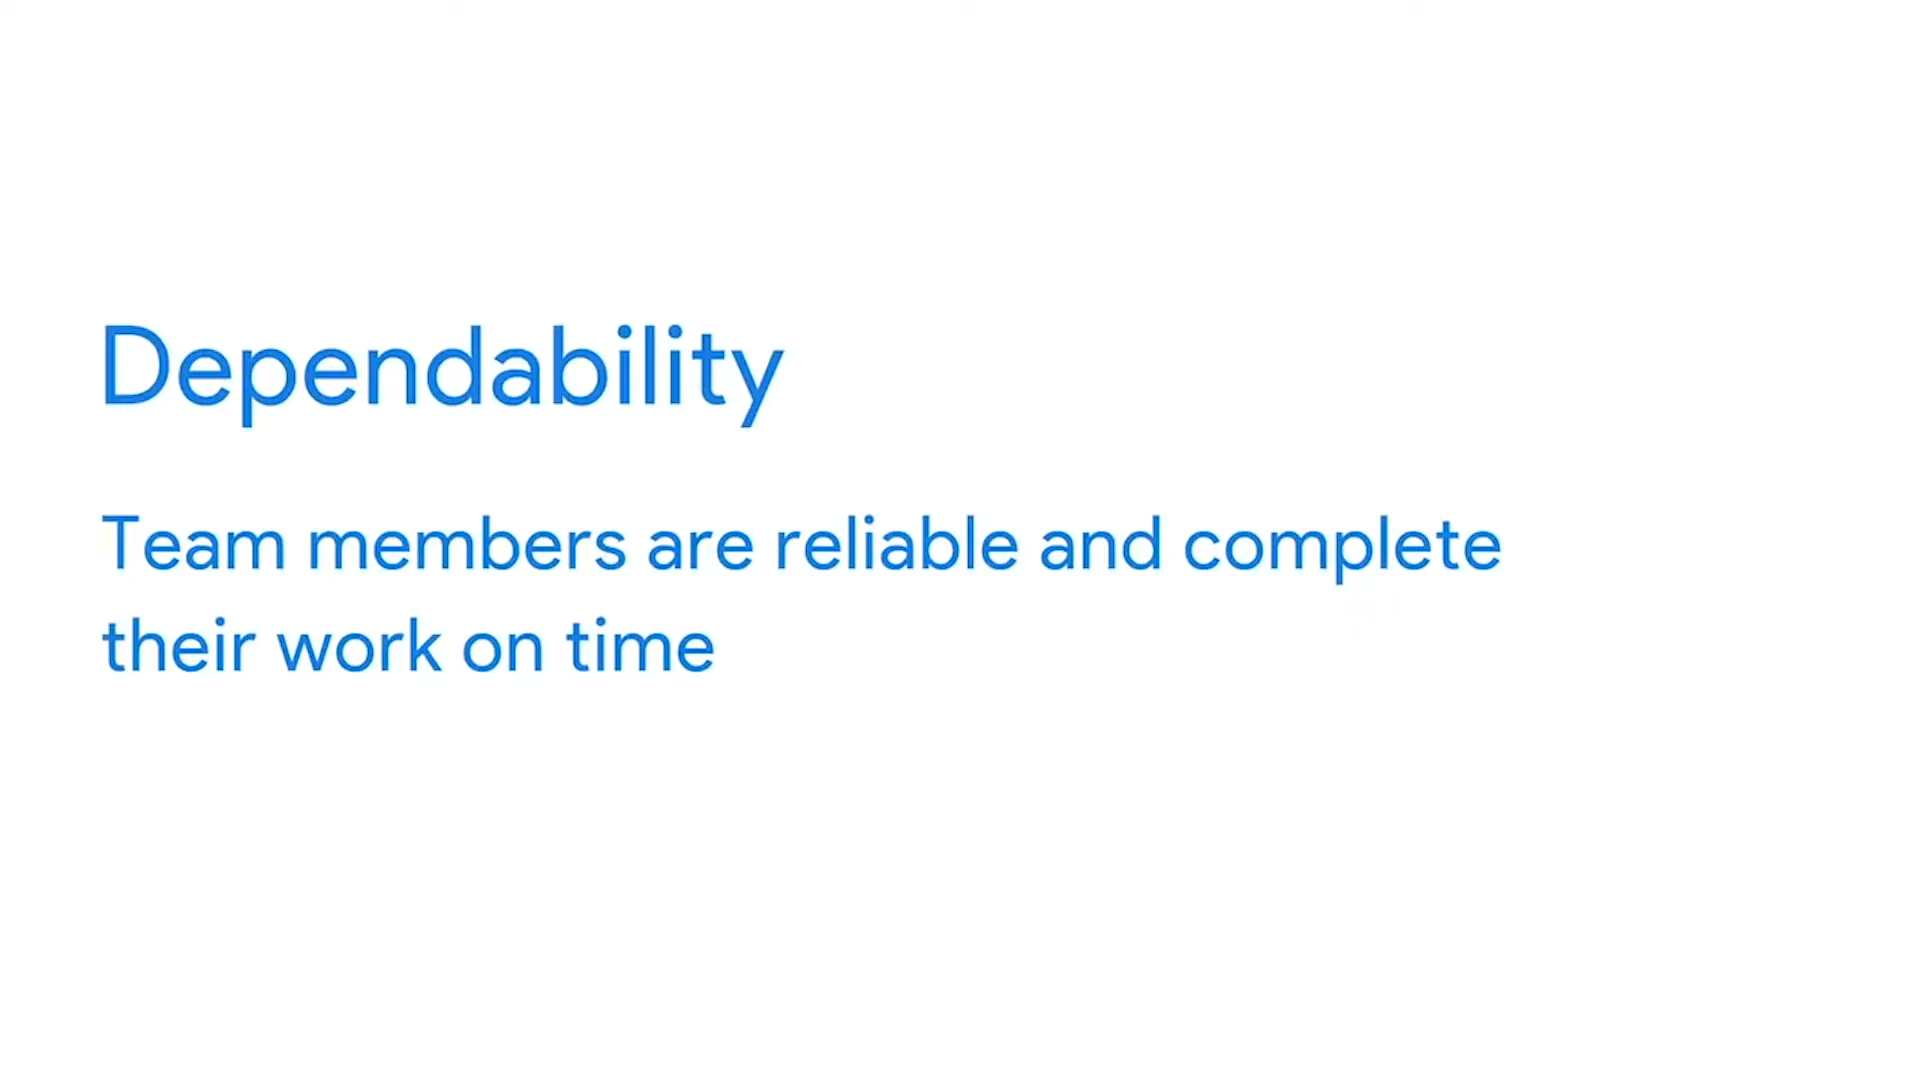 Dependability
Team members are reliable and complete
their work on time